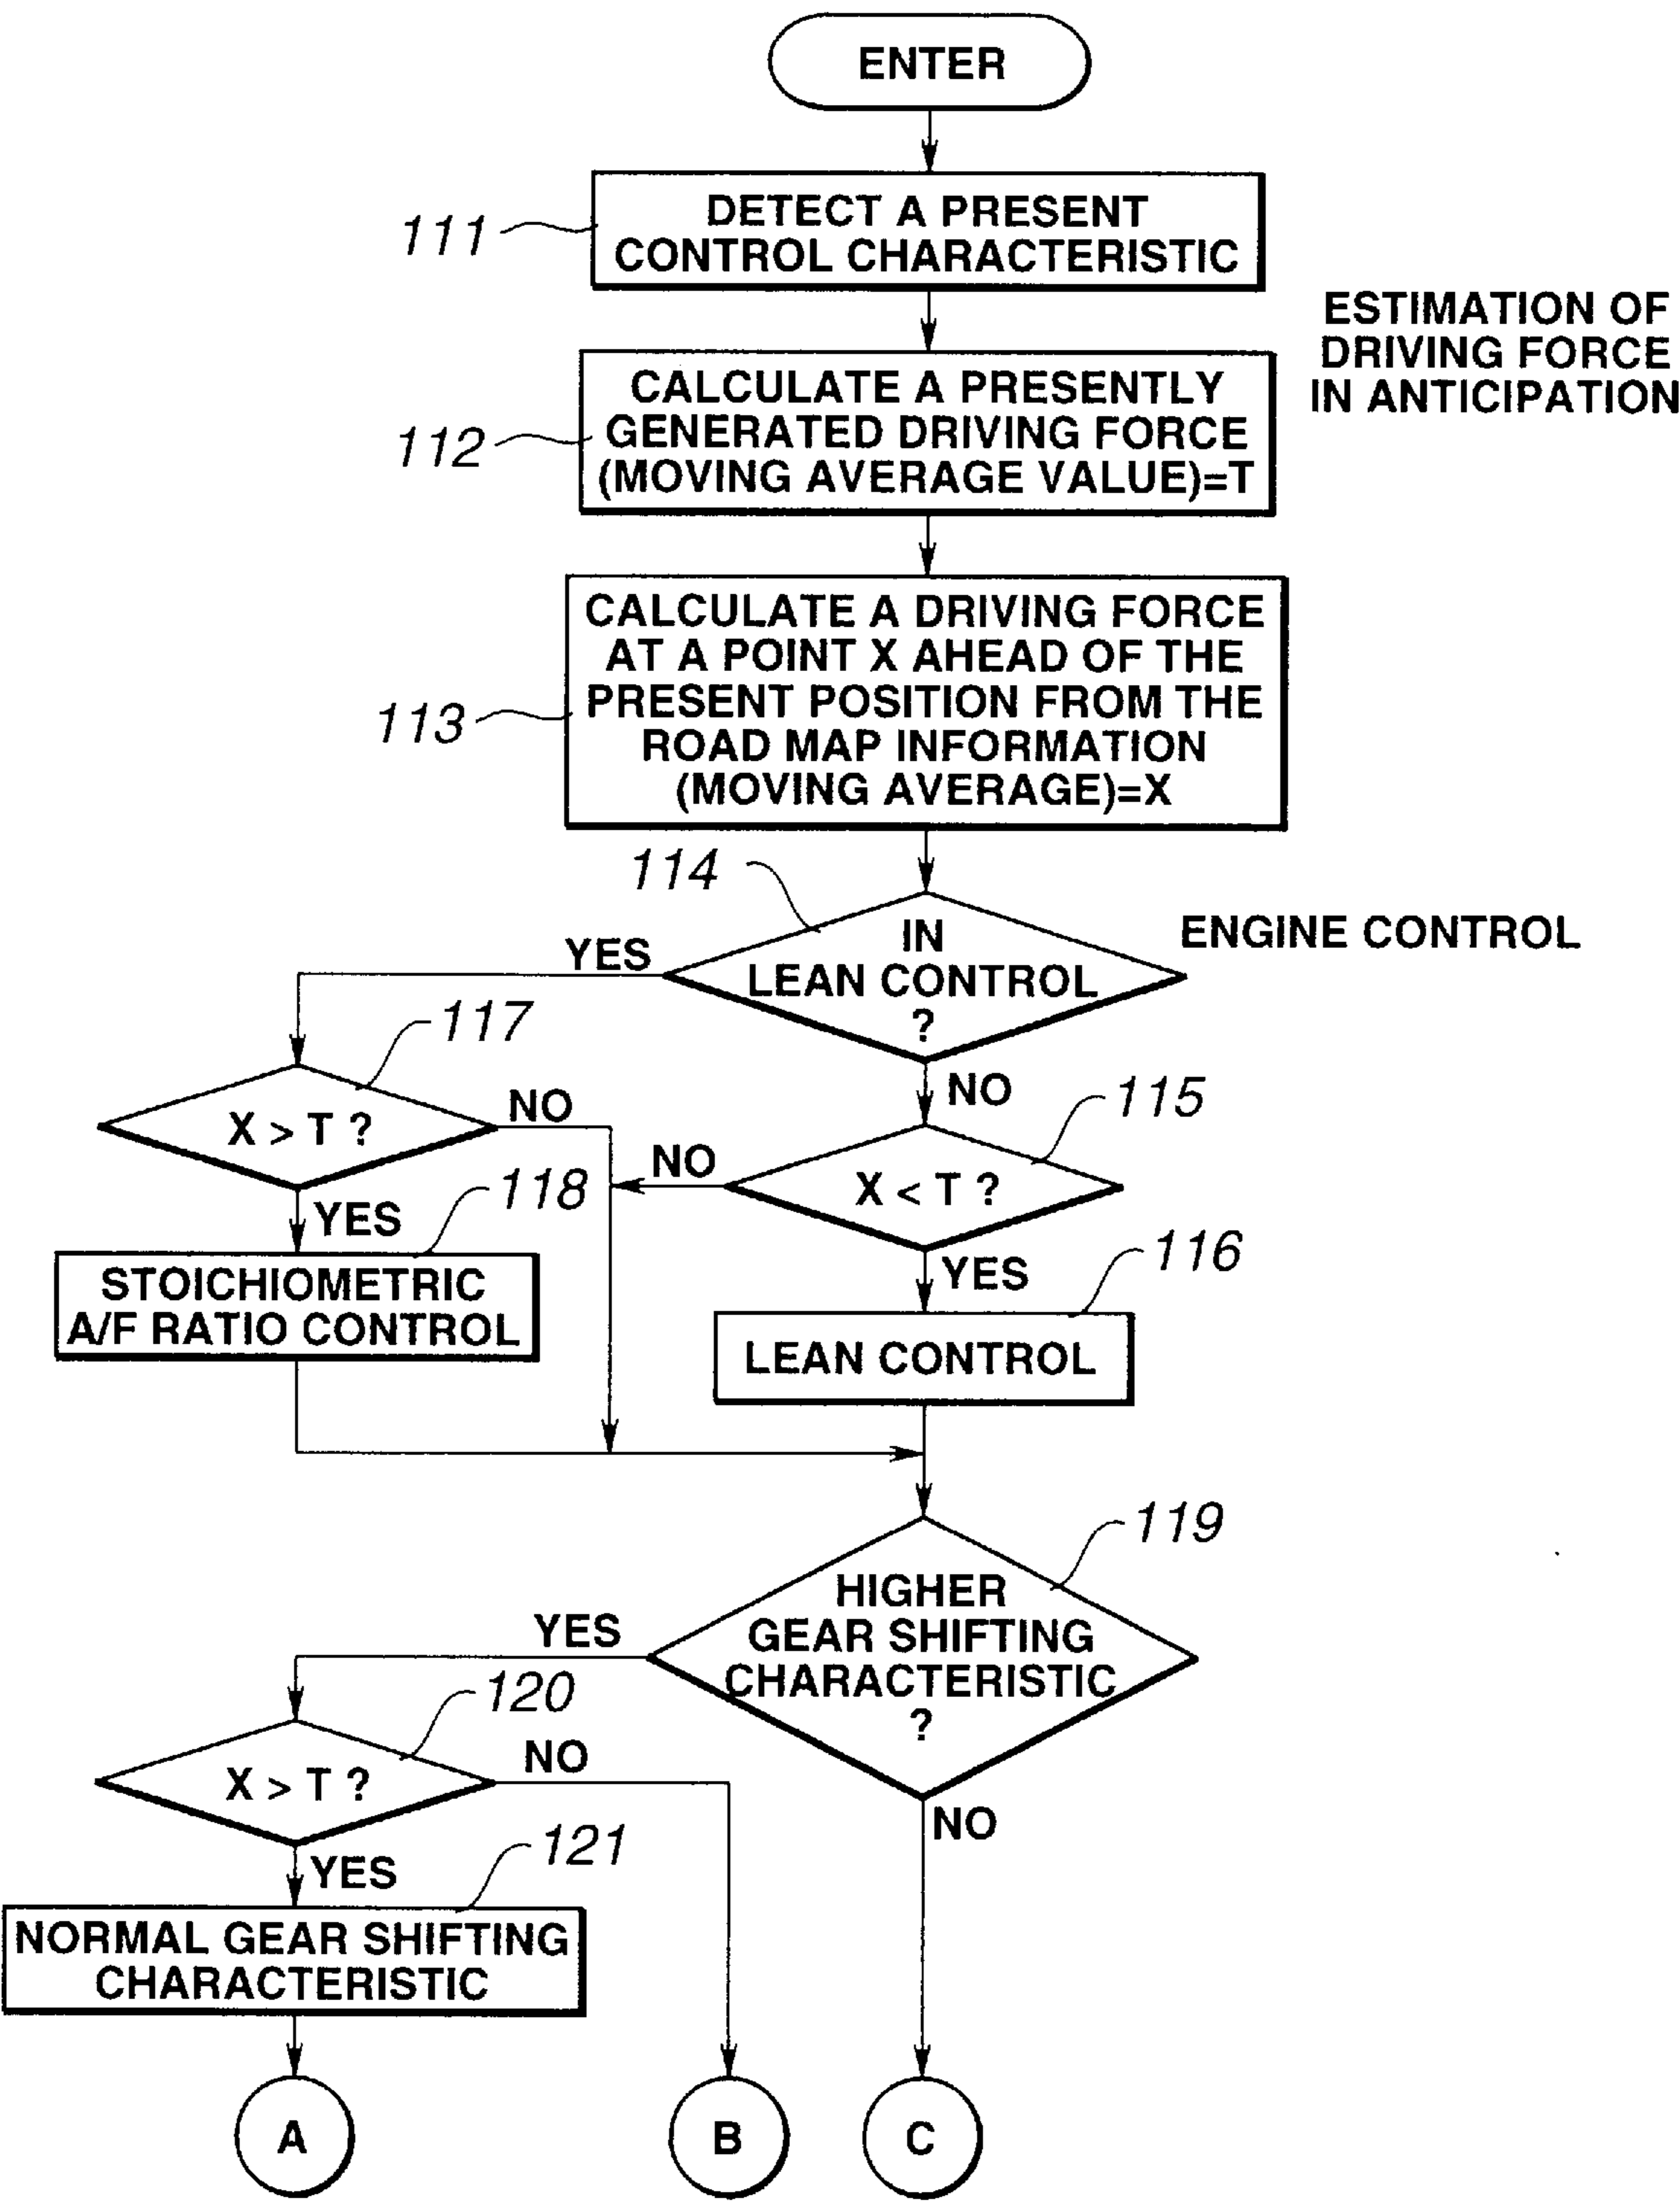 ENTER
111
DETECT A PRESENT
CONTROL CHARACTERISTIC
ESTIMATION OF
DRIVING FORCE
IN ANTICIPATION
112
CALCULATE A PRESENTLY
GENERATED DRIVING FORCE
(MOVING AVERAGE VALUE)=T
113
CALCULATE A DRIVING FORCE
AT A POINT X AHEAD OF THE
PRESENT POSITION FROM THE
ROAD MAP INFORMATION
(MOVING AVERAGE)=X
114
IN
LEAN CONTROL
?
ENGINE CONTROL
YES
NO
117
X > T ?
NO
YES
115
X < T ?
NO
YES
118
STOICHIOMETRIC
A/F RATIO CONTROL
116
LEAN CONTROL
119
HIGHER
GEAR SHIFTING
CHARACTERISTIC
?
YES
NO
120
X > T ?
NO
YES
121
NORMAL GEAR SHIFTING
CHARACTERISTIC
A
B
C